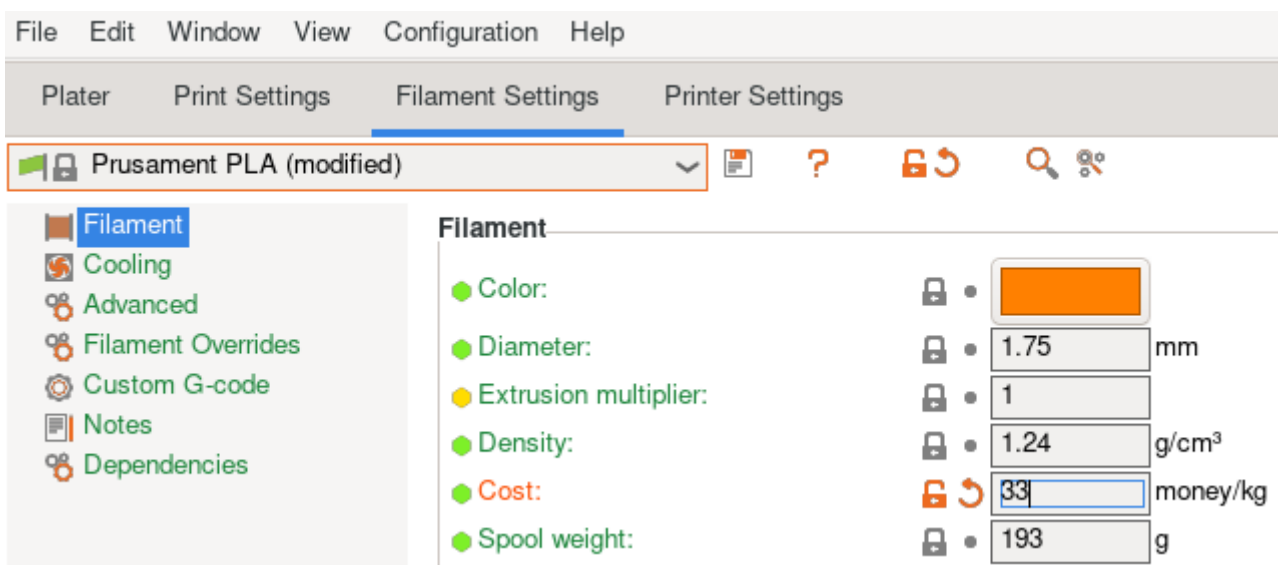 File Edit Window View Configuration Help
Plater Print Settings Filament Settings Printer Settings
Prusament PLA (modified)
Filament
Cooling
Advanced
Filament Overrides
Custom G-code
Notes
Dependencies
Filament
Color:
Diameter: 1.75 mm
Extrusion multiplier: 1
Density: 1.24 g/cm³
Cost: 33 money/kg
Spool weight: 193 g